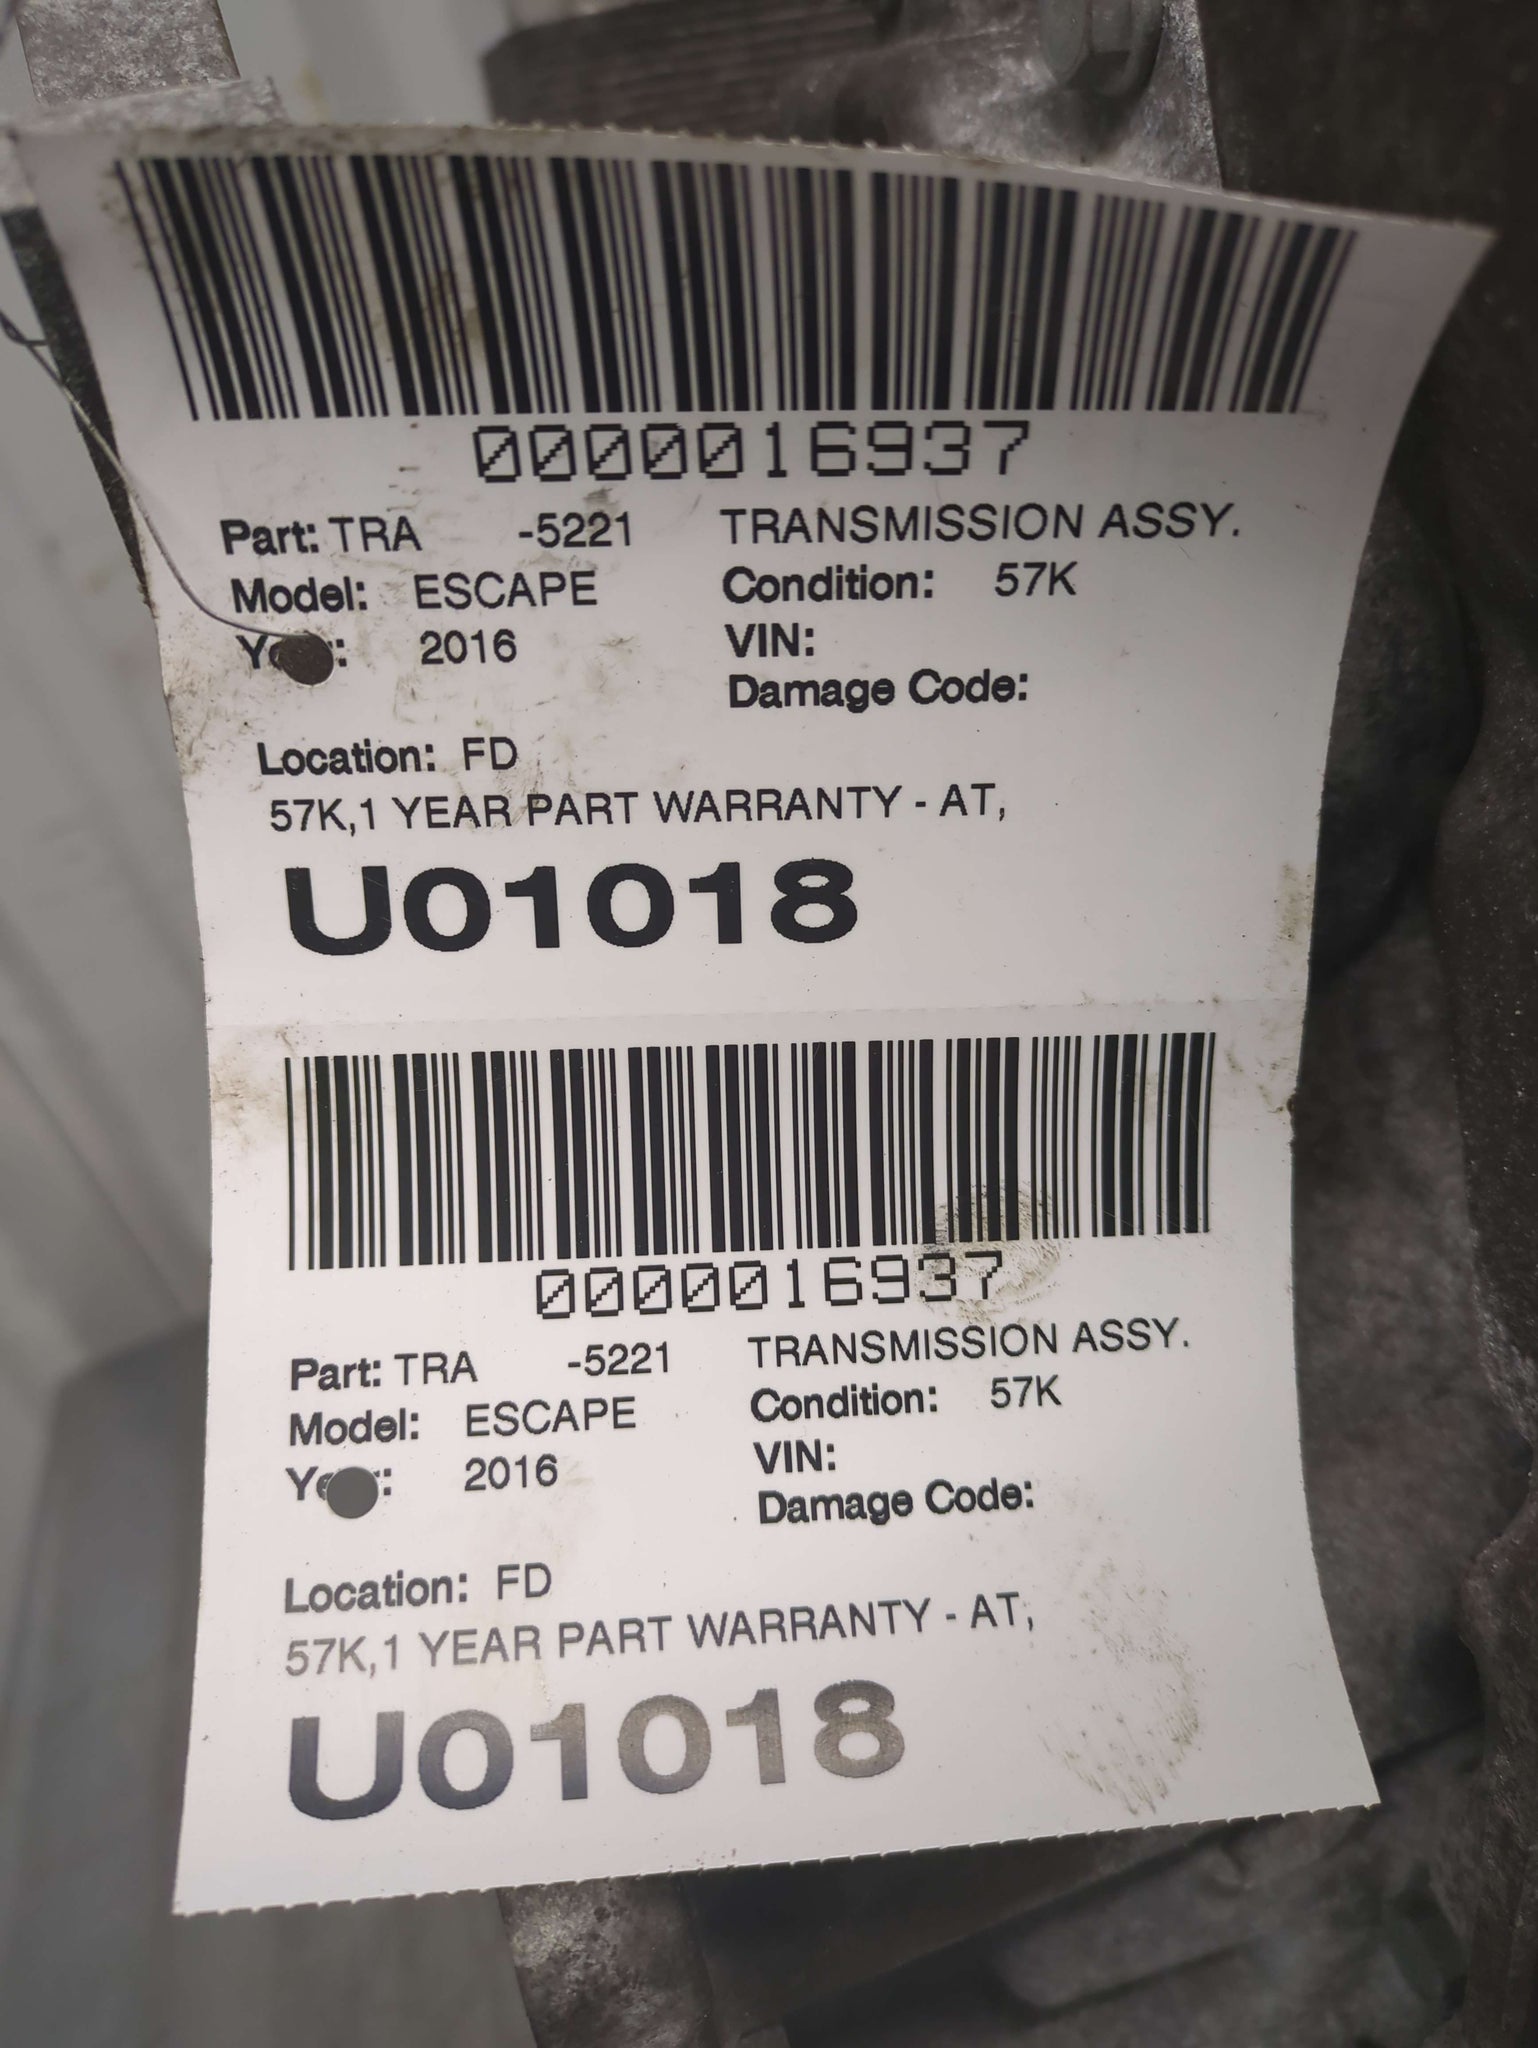 0000016937
Part: TRA -5221 TRANSMISSION ASSY.
Model: ESCAPE Condition: 57K
Year: 2016 VIN:
Damage Code:
Location: FD
57K,1 YEAR PART WARRANTY - AT,
U01018
0000016937
Part: TRA -5221 TRANSMISSION ASSY.
Model: ESCAPE Condition: 57K
Year: 2016 VIN:
Damage Code:
Location: FD
57K,1 YEAR PART WARRANTY - AT,
U01018